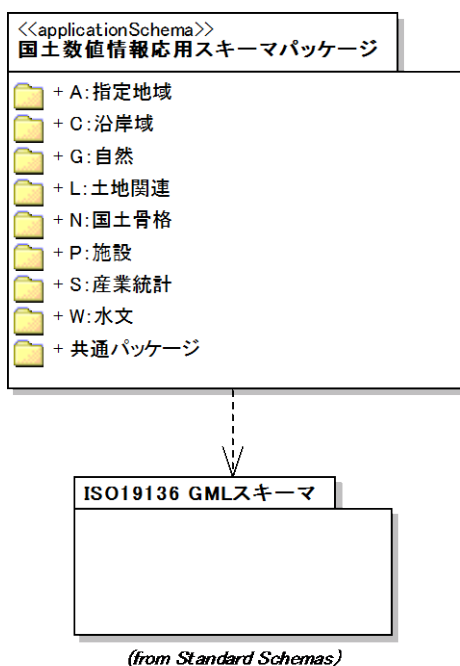 <<applicationSchema>>
国土数値情報応用スキーマパッケージ
+ A:指定地域
+ C:沿岸域
+ G:自然
+ L:土地関連
+ N:国土骨格
+ P:施設
+ S:産業統計
+ W:水文
+ 共通パッケージ
ISO19136 GMLスキーマ
(from Standard Schemas)